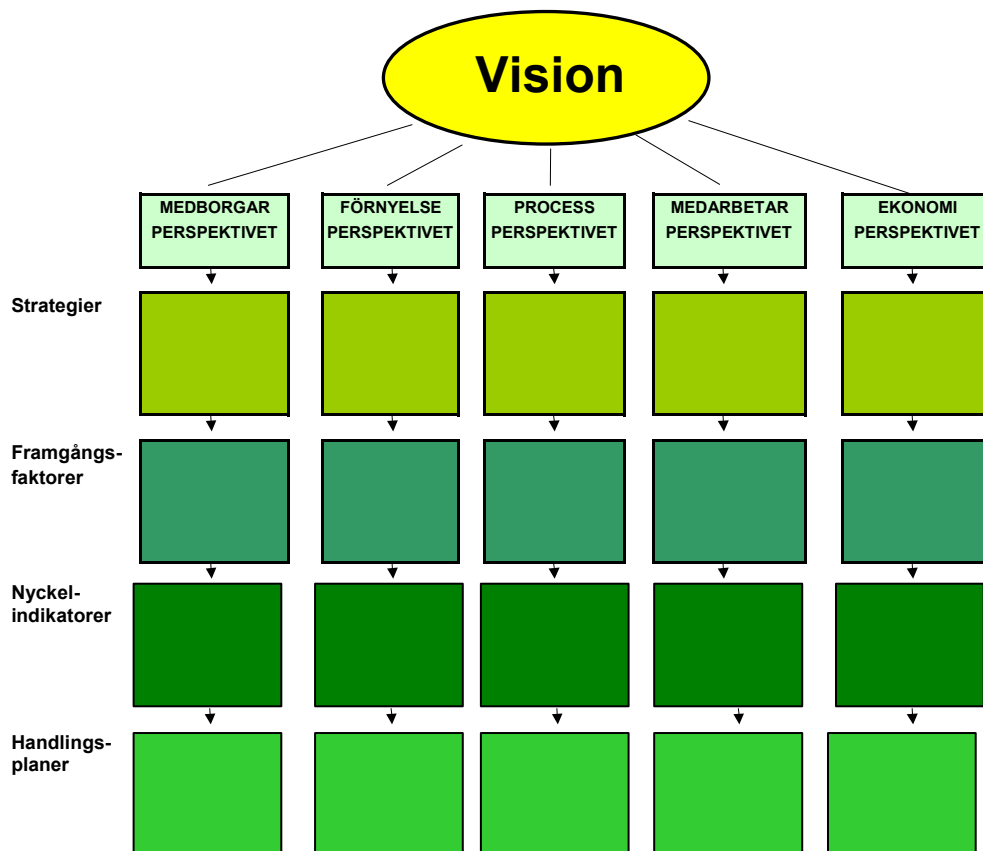 Vision
MEDBORGAR
PERSPEKTIVET
FÖRNYELSE
PERSPEKTIVET
PROCESS
PERSPEKTIVET
MEDARBETAR
PERSPEKTIVET
EKONOMI
PERSPEKTIVET
Strategier
Framgångs-
faktorer
Nyckel-
indikatorer
Handlings-
planer